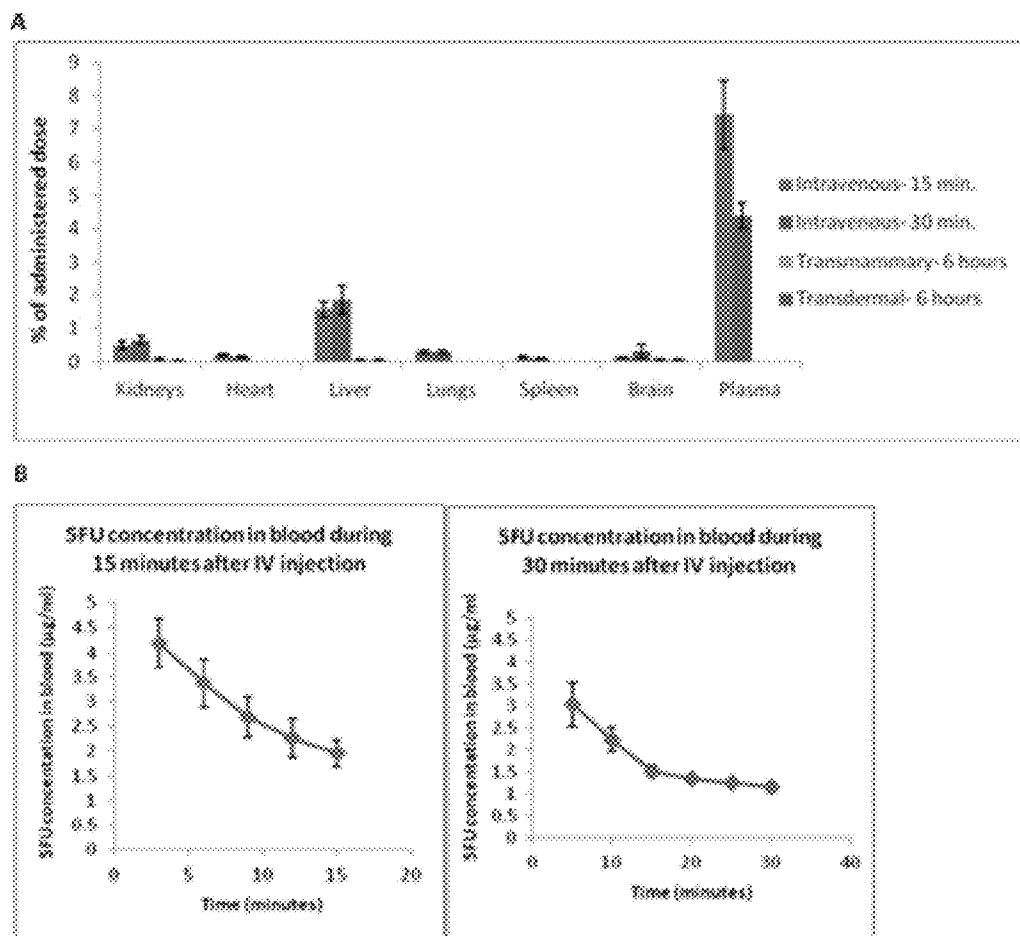 A
9
8
7
6
5
4
3
2
1
0
% of administered dose
Kidneys Heart Liver Lungs Spleen Brain Plasma
Intravenous- 15 min.
Intravenous- 30 min.
Transmammary- 6 hours
Transdermal- 6 hours
B
5FU concentration in blood during
15 minutes after IV injection
5FU concentration in blood (µg/ml)
5
4.5
4
3.5
3
2.5
2
1.5
1
0.5
0
0 5 10 15 20
Time (minutes)
5FU concentration in blood during
30 minutes after IV injection
5FU concentration in blood (µg/ml)
5
4.5
4
3.5
3
2.5
2
1.5
1
0.5
0
0 10 20 30 40
Time (minutes)